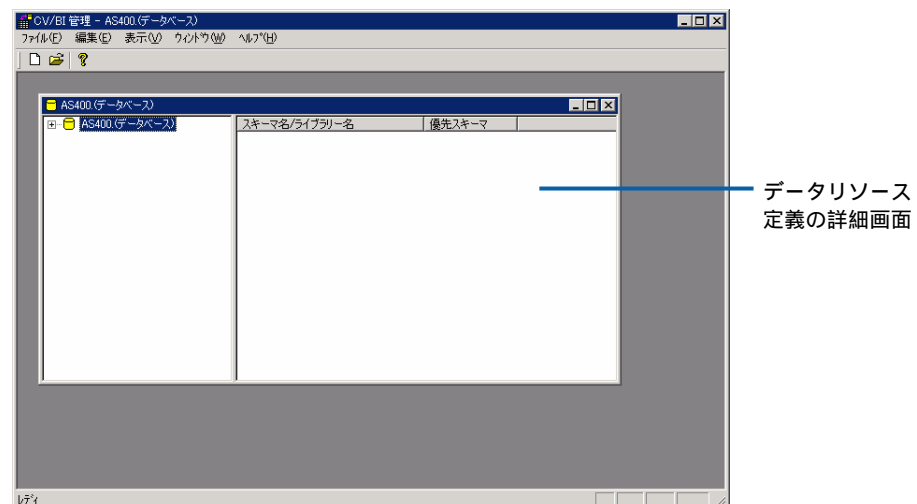 CV/BI 管理 - AS400.(データベース)
ﾌｧｲﾙ(F) 編集(E) 表示(V) ｳｨﾝﾄﾞｳ(W) ﾍﾙﾌﾟ(H)
AS400.(データベース)
AS400.(データベース) スキーマ名/ライブラリー名 優先スキーマ
データリソース
定義の詳細画面
ﾚﾃﾞｨ